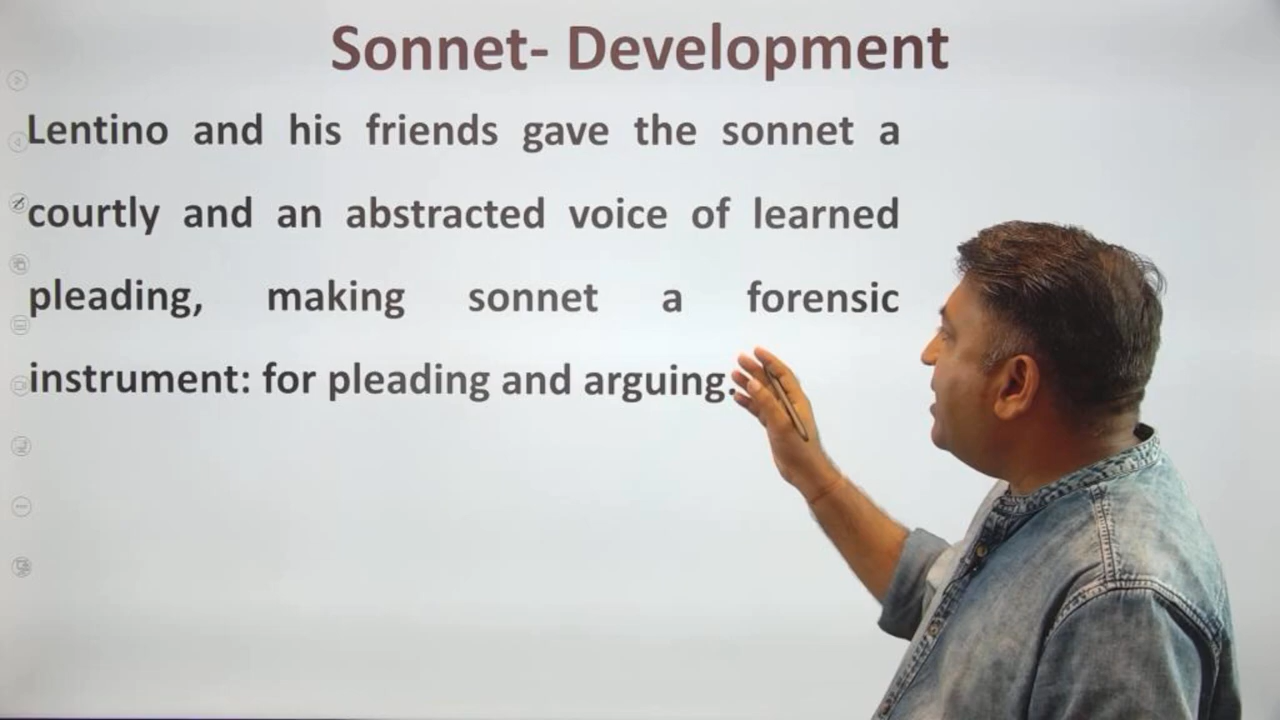 Sonnet- Development
Lentino and his friends gave the sonnet a
courtly and an abstracted voice of learned
pleading, making sonnet a forensic
instrument: for pleading and arguing.